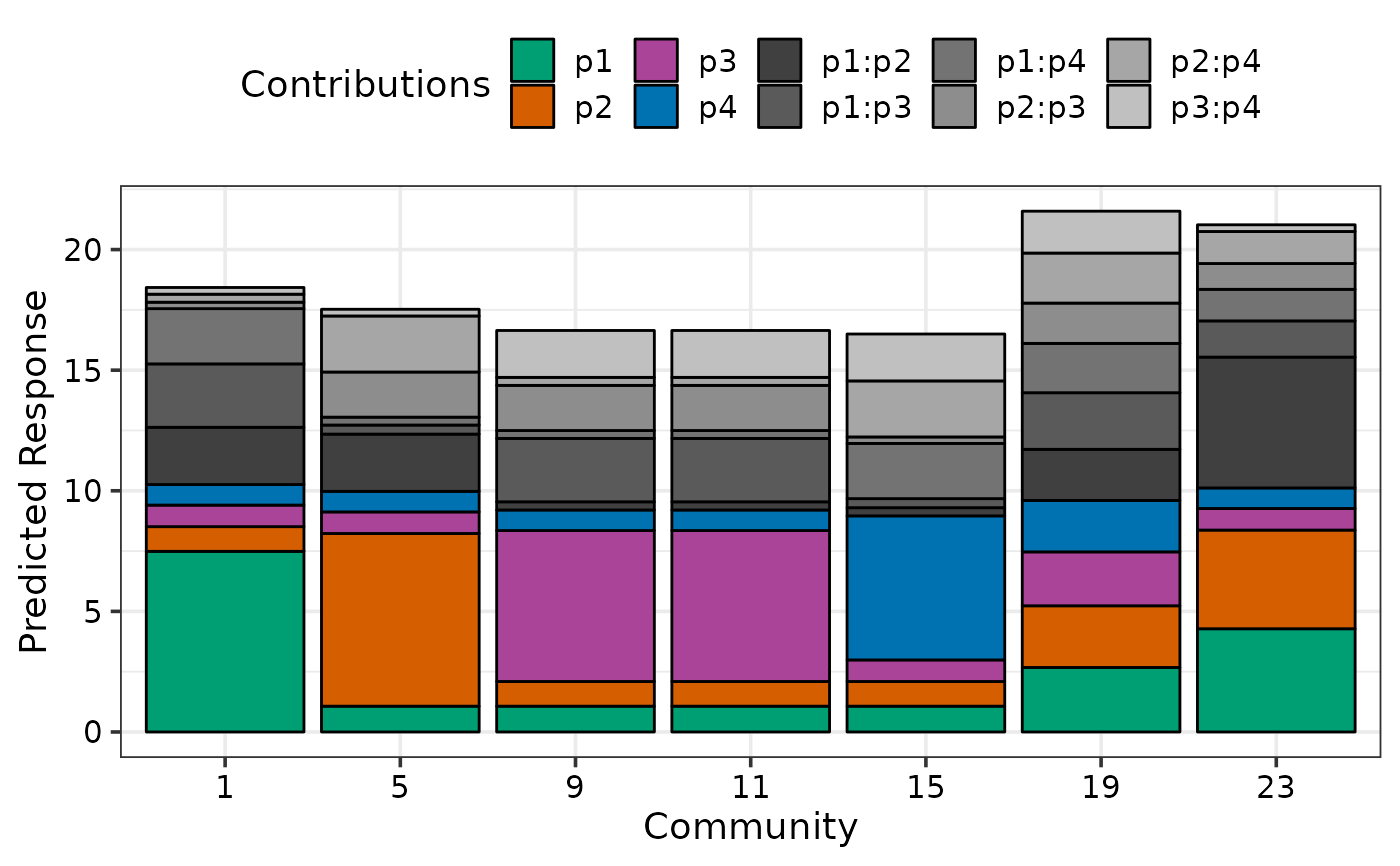 Contributions
p1 p3 p1:p2 p1:p4 p2:p4
p2 p4 p1:p3 p2:p3 p3:p4
Predicted Response
20
15
10
5
0
1 5 9 11 15 19 23
Community